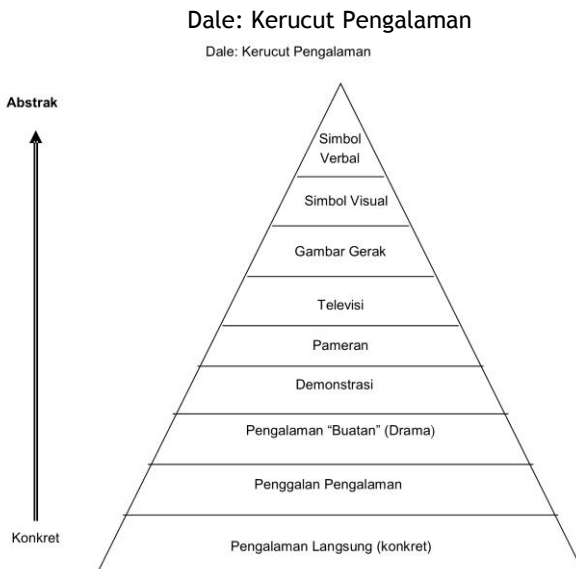 Dale: Kerucut Pengalaman
Dale: Kerucut Pengalaman
Abstrak
Simbol
Verbal
Simbol Visual
Gambar Gerak
Televisi
Pameran
Demonstrasi
Pengalaman “Buatan” (Drama)
Penggalan Pengalaman
Konkret
Pengalaman Langsung (konkret)